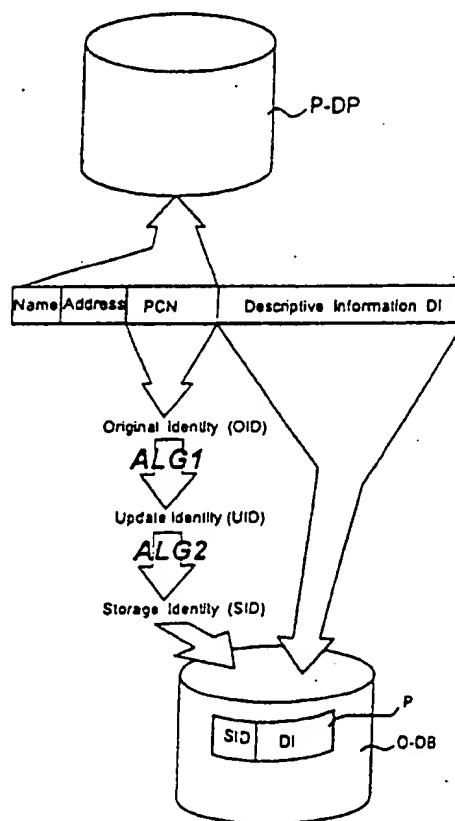 P-DP
Name Address PCN Descriptive Information DI
Original Identity (OID)
ALG1
Update Identity (UID)
ALG2
Storage Identity (SID)
P
SID DI
O-DB